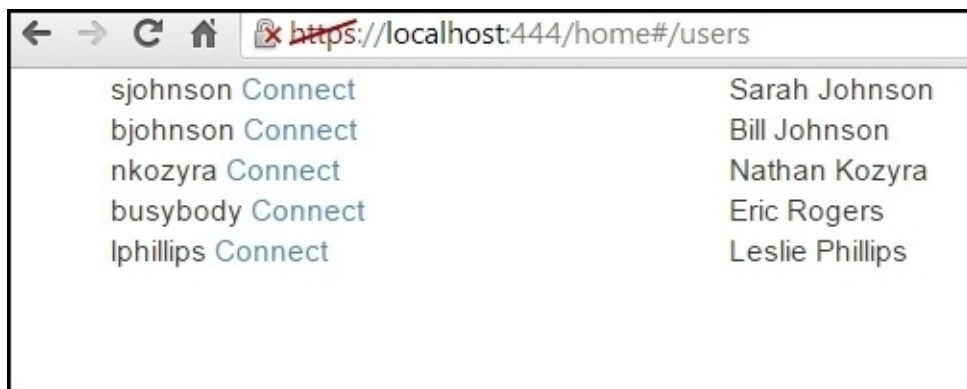 https://localhost:444/home#/users
sjohnson Connect Sarah Johnson
bjohnson Connect Bill Johnson
nkozyra Connect Nathan Kozyra
busybody Connect Eric Rogers
lphillips Connect Leslie Phillips